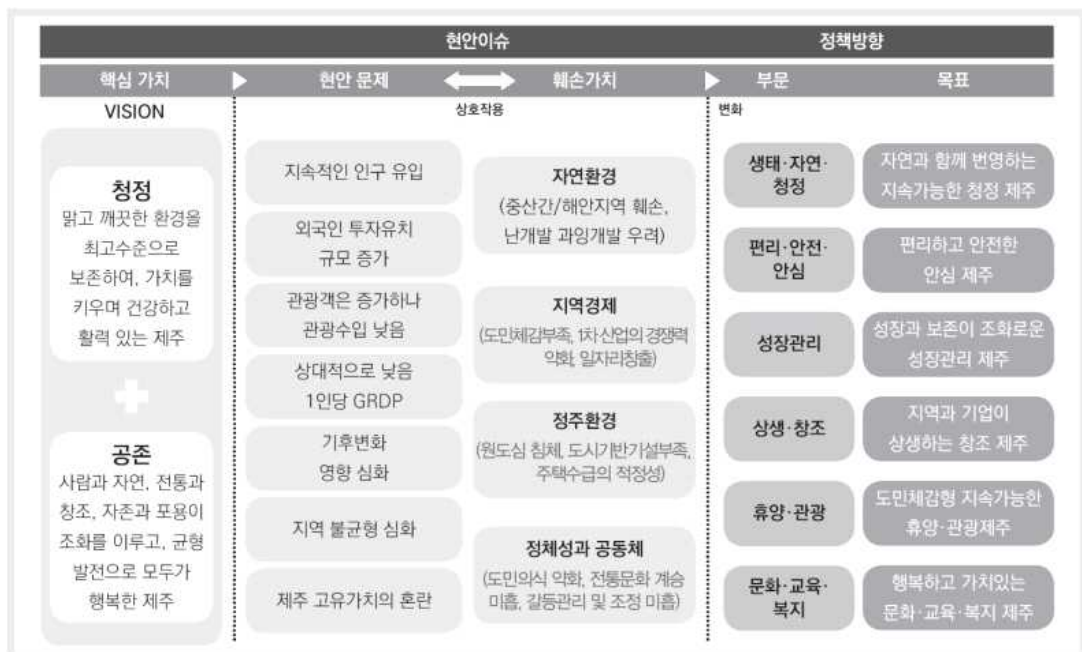 현안이슈
정책방향
핵심 가치
현안 문제
훼손가치
부문
목표
VISION
상호작용
변화
청정
맑고 깨끗한 환경을
최고수준으로
보존하여, 가치를
키우며 건강하고
활력 있는 제주
공존
사람과 자연, 전통과
창조, 자존과 포용이
조화를 이루고, 균형
발전으로 모두가
행복한 제주
지속적인 인구 유입
외국인 투자유치
규모 증가
관광객은 증가하나
관광수입 낮음
상대적으로 낮음
1인당 GRDP
기후변화
영향 심화
지역 불균형 심화
제주 고유가치의 혼란
자연환경
(중산간/해안지역 훼손,
난개발 과잉개발 우려)
지역경제
(도민체감부족, 1차 산업의 경쟁력
약화, 일자리창출)
정주환경
(원도심 침체, 도시기반기설부족,
주택수급의 적정성)
정체성과 공동체
(도민의식 약화, 전통문화 계승
미흡, 갈등관리 및 조정 미흡)
생태·자연·
청정
자연과 함께 번영하는
지속가능한 청정 제주
편리·안전·
안심
편리하고 안전한
안심 제주
성장관리
성장과 보존이 조화로운
성장관리 제주
상생·창조
지역과 기업이
상생하는 창조 제주
휴양·관광
도민체감형 지속가능한
휴양·관광제주
문화·교육·
복지
행복하고 가치있는
문화·교육·복지 제주